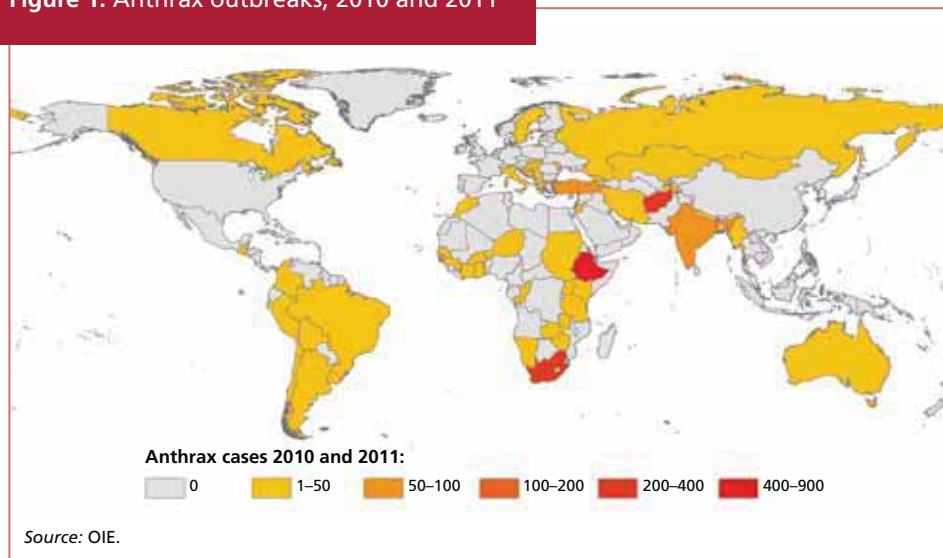 Figure 1. Anthrax outbreaks, 2010 and 2011
Anthrax cases 2010 and 2011:
0 1–50 50–100 100–200 200–400 400–900
Source: OIE.